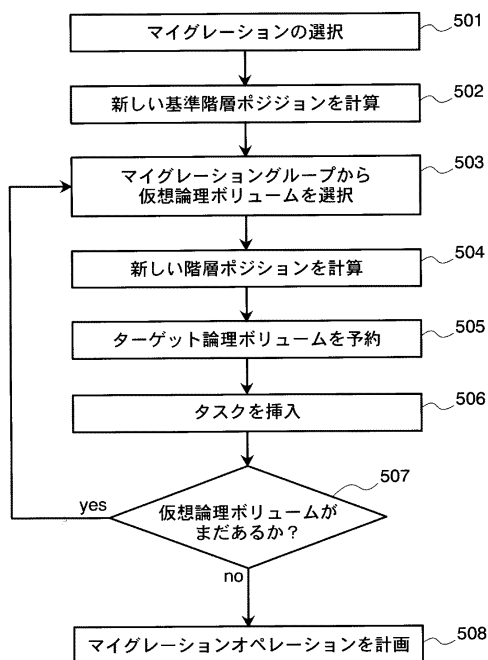 マイグレーションの選択
501
新しい基準階層ポジジョンを計算
502
マイグレーショングループから
仮想論理ボリュームを選択
503
新しい階層ポジションを計算
504
ターゲット論理ボリュームを予約
505
タスクを挿入
506
507
仮想論理ボリュームが
まだあるか?
yes
no
マイグレーションオペレーションを計画
508